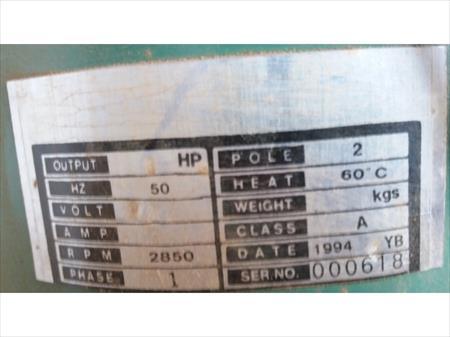 OUTPUT HP POLE 2
HZ 50 HEAT 60°C
VOLT WEIGHT kgs
AMP CLASS A
RPM 2850 DATE 1994 YB
PHASE 1 SER.NO. 000618